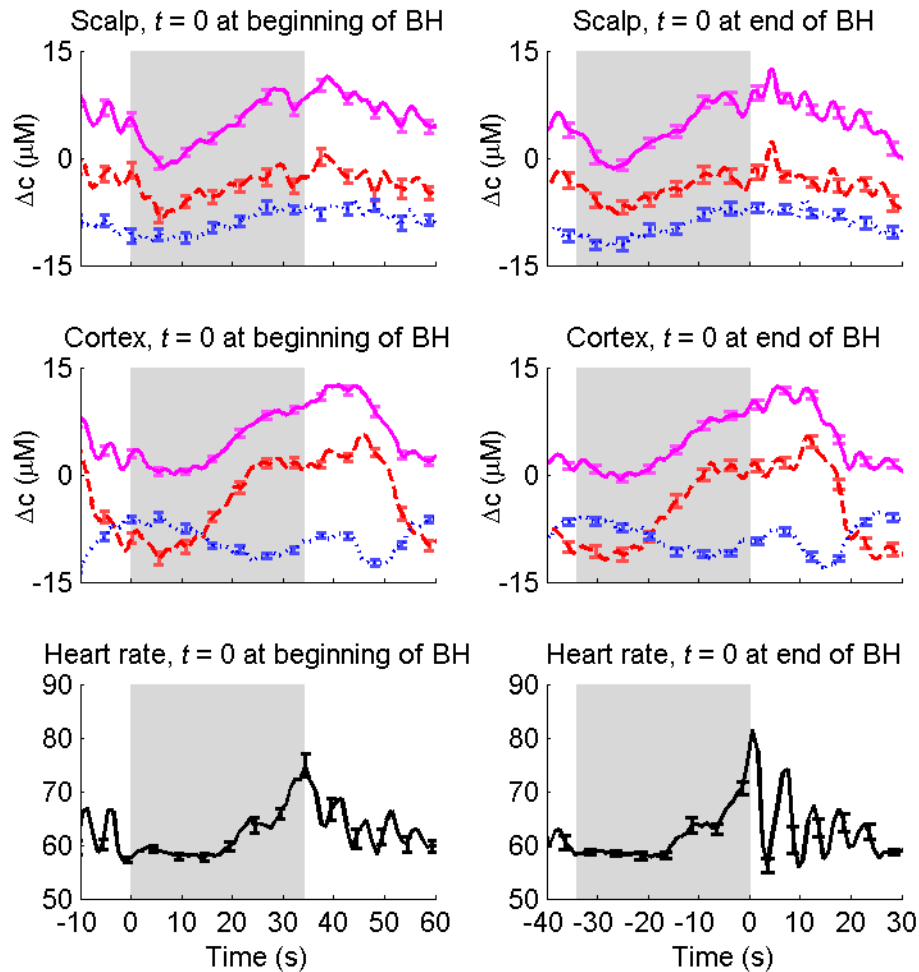 Scalp, t = 0 at beginning of BH
Scalp, t = 0 at end of BH
15
0
-15
Δc (μM)
15
0
-15
Δc (μM)
Cortex, t = 0 at beginning of BH
Cortex, t = 0 at end of BH
15
0
-15
Δc (μM)
15
0
-15
Δc (μM)
Heart rate, t = 0 at beginning of BH
Heart rate, t = 0 at end of BH
90
80
70
60
50
90
80
70
60
50
-10 0 10 20 30 40 50 60
-40 -30 -20 -10 0 10 20 30
Time (s)
Time (s)